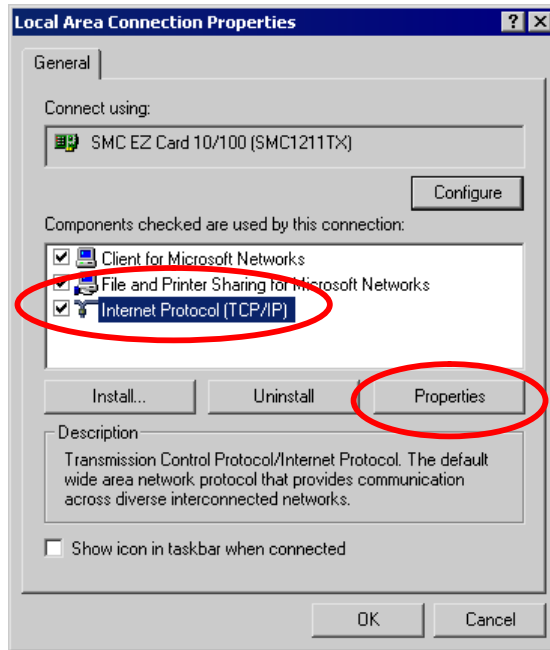 Local Area Connection Properties
General
Connect using:
SMC EZ Card 10/100 (SMC1211TX)
Configure
Components checked are used by this connection:
Client for Microsoft Networks
File and Printer Sharing for Microsoft Networks
Internet Protocol (TCP/IP)
Install... Uninstall Properties
Description
Transmission Control Protocol/Internet Protocol. The default
wide area network protocol that provides communication
across diverse interconnected networks.
Show icon in taskbar when connected
OK Cancel